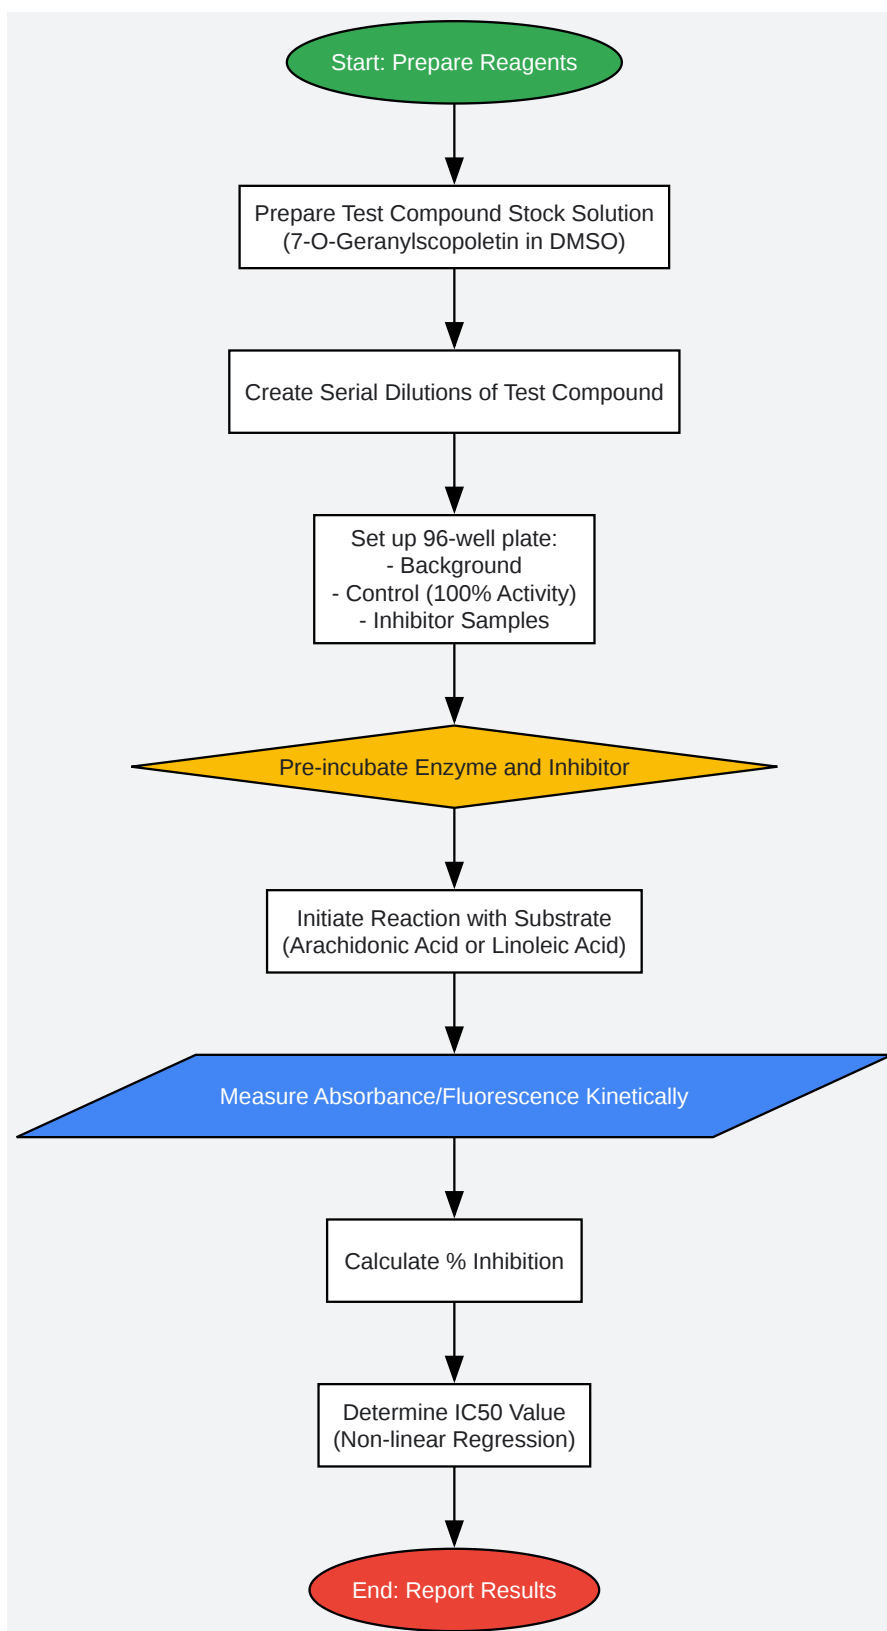 Start: Prepare Reagents
Prepare Test Compound Stock Solution
(7-O-Geranylscopoletin in DMSO)
Create Serial Dilutions of Test Compound
Set up 96-well plate:
- Background
- Control (100% Activity)
- Inhibitor Samples
Pre-incubate Enzyme and Inhibitor
Initiate Reaction with Substrate
(Arachidonic Acid or Linoleic Acid)
Measure Absorbance/Fluorescence Kinetically
Calculate % Inhibition
Determine IC50 Value
(Non-linear Regression)
End: Report Results